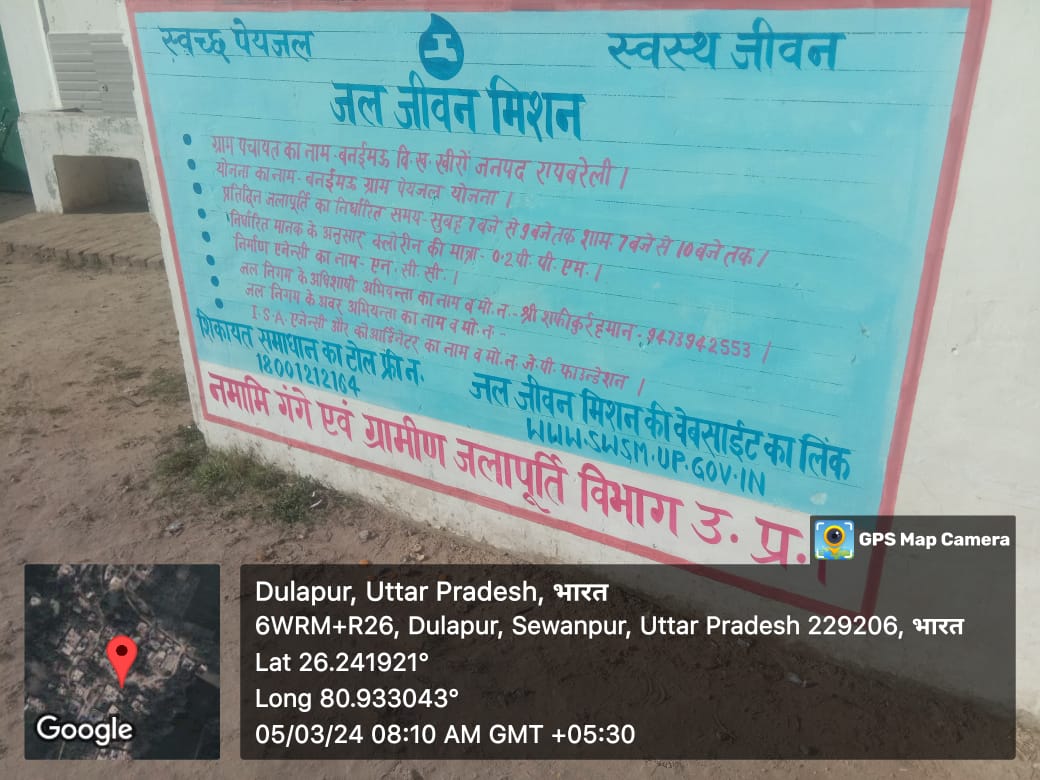 स्वच्छ पेयजल
स्वस्थ जीवन
जल जीवन मिशन
ग्राम पंचायत का नाम - बनईमऊ वि. ख. खीरों जनपद रायबरेली |
योजना का नाम - बनईमऊ ग्राम पेयजल योजना |
प्रतिदिन जलापूर्ति का निर्धारित समय - सुबह 7 बजे से 9 बजे तक शाम 7 बजे से 10 बजे तक |
निर्धारित मानक के अनुसार क्लोरीन की मात्रा - 0.2 पी. पी. एम. |
निर्माण एजेन्सी का नाम - एन. सी. सी. |
जल निगम के अधिशाषी अभियन्ता का नाम व मो. न. - श्री शफीकुर्रहमान - 9473942553 |
जल निगम के अवर अभियन्ता का नाम व मो. न. -
I.S.A. एजेन्सी और कोआर्डिनेटर का नाम व मो. न. जे. पी. फाउन्डेशन |
शिकायत समाधान का टोल फ्री न.
18001212164
जल जीवन मिशन की वेबसाईट का लिंक
WWW.SWSM.UP.GOV.IN
नमामि गंगे एवं ग्रामीण जलापूर्ति विभाग उ. प्र. |
GPS Map Camera
Dulapur, Uttar Pradesh, भारत
6WRM+R26, Dulapur, Sewanpur, Uttar Pradesh 229206, भारत
Lat 26.241921°
Long 80.933043°
05/03/24 08:10 AM GMT +05:30
Google